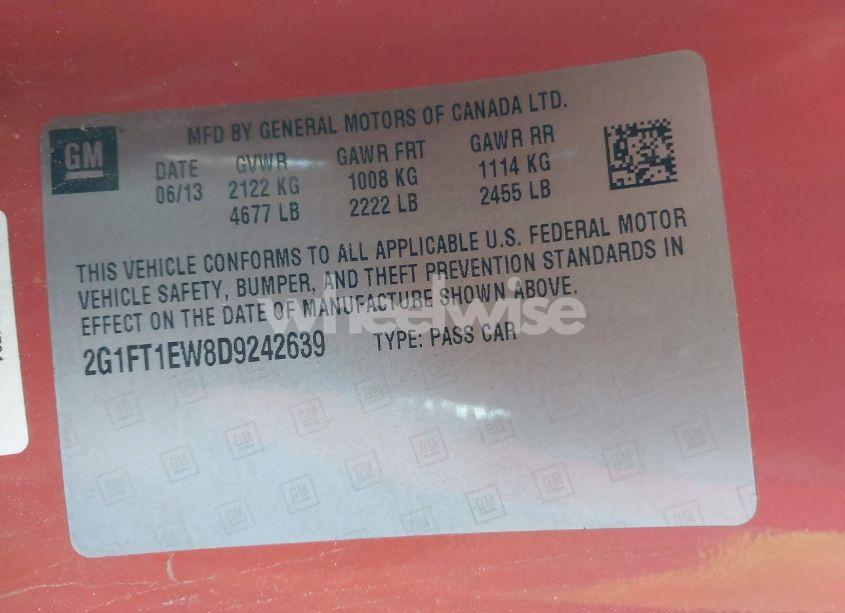 MFD BY GENERAL MOTORS OF CANADA LTD.
GM
DATE GVWR GAWR FRT GAWR RR
06/13 2122 KG 1008 KG 1114 KG
4677 LB 2222 LB 2455 LB
THIS VEHICLE CONFORMS TO ALL APPLICABLE U.S. FEDERAL MOTOR
VEHICLE SAFETY, BUMPER, AND THEFT PREVENTION STANDARDS IN
EFFECT ON THE DATE OF MANUFACTURE SHOWN ABOVE.
wheelwise
2G1FT1EW8D9242639 TYPE: PASS CAR